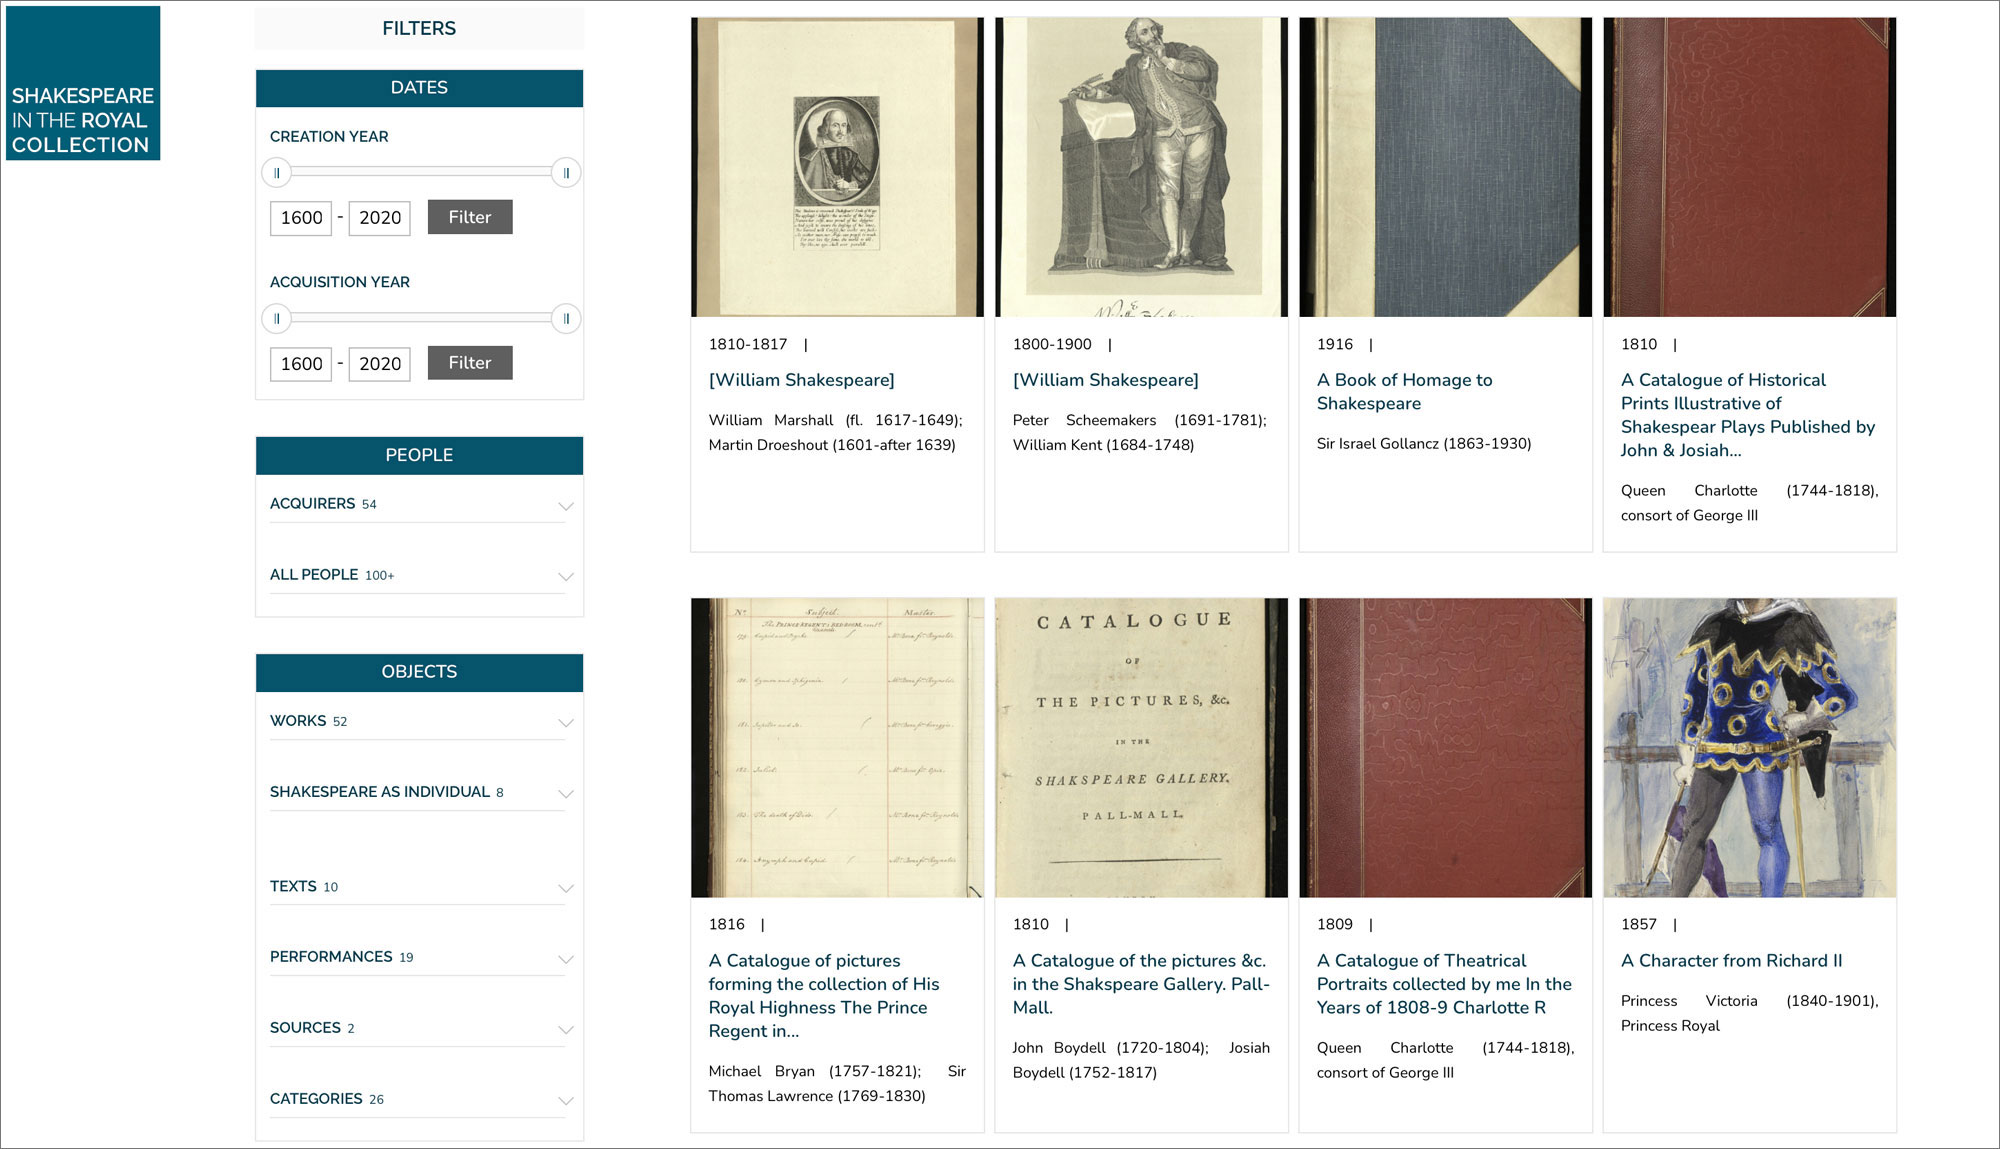 SHAKESPEARE
IN THE ROYAL
COLLECTION
FILTERS
DATES
CREATION YEAR
1600 - 2020 Filter
ACQUISITION YEAR
1600 - 2020 Filter
PEOPLE
ACQUIRERS 54
ALL PEOPLE 100+
OBJECTS
WORKS 52
SHAKESPEARE AS INDIVIDUAL 8
TEXTS 10
PERFORMANCES 19
SOURCES 2
CATEGORIES 26
1810-1817 |
[William Shakespeare]
William Marshall (fl. 1617-1649);
Martin Droeshout (1601-after 1639)
1800-1900 |
[William Shakespeare]
Peter Scheemakers (1691-1781);
William Kent (1684-1748)
1916 |
A Book of Homage to
Shakespeare
Sir Israel Gollancz (1863-1930)
1810 |
A Catalogue of Historical
Prints Illustrative of
Shakespear Plays Published by
John & Josiah...
Queen Charlotte (1744-1818),
consort of George III
No. Subject. Master.
The PRINCE REGENT'S BEDROOM
CATALOGUE
OF
THE PICTURES, &c.
IN THE
SHAKSPEARE GALLERY,
PALL-MALL.
1816 |
A Catalogue of pictures
forming the collection of His
Royal Highness The Prince
Regent in...
Michael Bryan (1757-1821); Sir
Thomas Lawrence (1769-1830)
1810 |
A Catalogue of the pictures &c.
in the Shakspeare Gallery. Pall-
Mall.
John Boydell (1720-1804); Josiah
Boydell (1752-1817)
1809 |
A Catalogue of Theatrical
Portraits collected by me In the
Years of 1808-9 Charlotte R
Queen Charlotte (1744-1818),
consort of George III
1857 |
A Character from Richard II
Princess Victoria (1840-1901),
Princess Royal